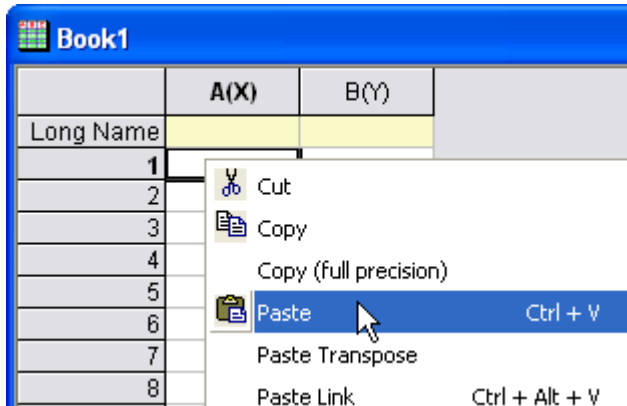 Book1
A(X) B(Y)
Long Name
1
2
3
4
5
6
7
8
Cut
Copy
Copy (full precision)
Paste Ctrl + V
Paste Transpose
Paste Link Ctrl + Alt + V